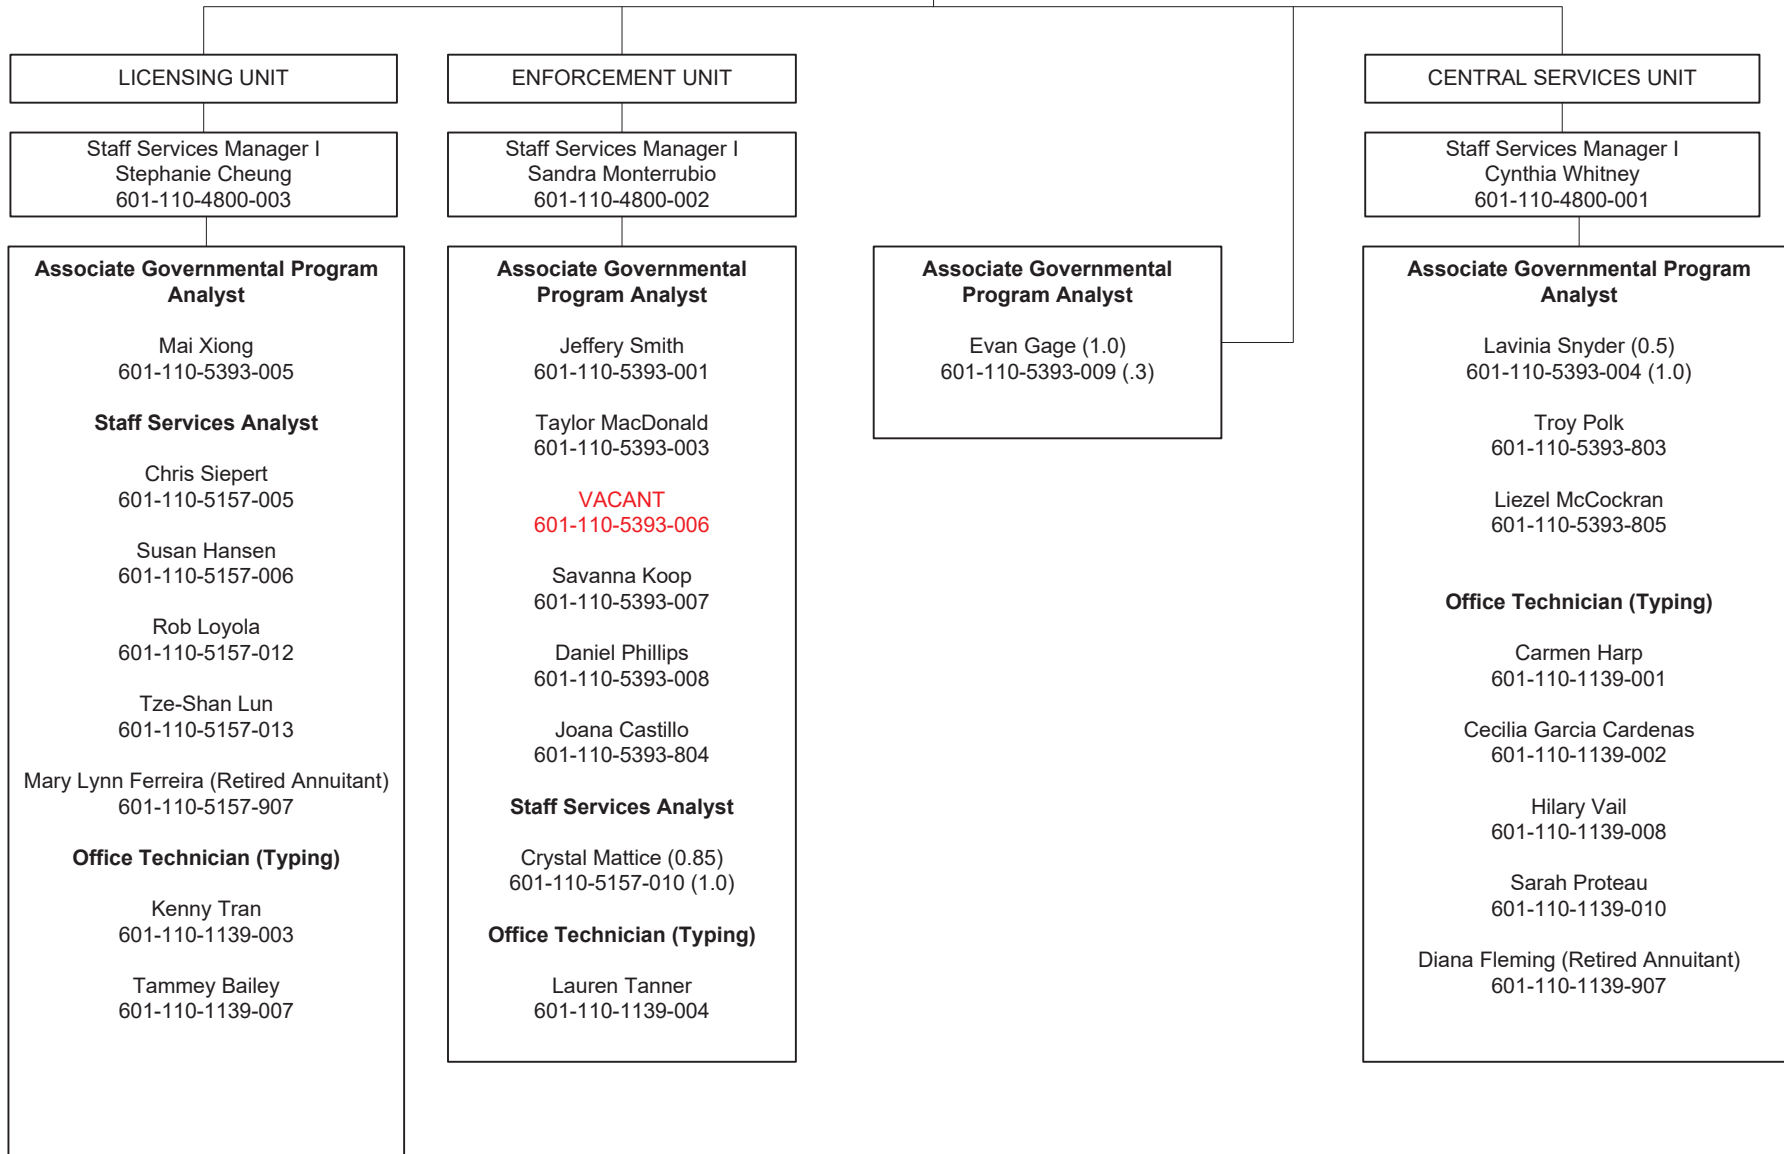 LICENSING UNIT
Staff Services Manager I
Stephanie Cheung
601-110-4800-003
Associate Governmental Program
Analyst
Mai Xiong
601-110-5393-005
Staff Services Analyst
Chris Siepert
601-110-5157-005
Susan Hansen
601-110-5157-006
Rob Loyola
601-110-5157-012
Tze-Shan Lun
601-110-5157-013
Mary Lynn Ferreira (Retired Annuitant)
601-110-5157-907
Office Technician (Typing)
Kenny Tran
601-110-1139-003
Tammey Bailey
601-110-1139-007
ENFORCEMENT UNIT
Staff Services Manager I
Sandra Monterrubio
601-110-4800-002
Associate Governmental
Program Analyst
Jeffery Smith
601-110-5393-001
Taylor MacDonald
601-110-5393-003
VACANT
601-110-5393-006
Savanna Koop
601-110-5393-007
Daniel Phillips
601-110-5393-008
Joana Castillo
601-110-5393-804
Staff Services Analyst
Crystal Mattice (0.85)
601-110-5157-010 (1.0)
Office Technician (Typing)
Lauren Tanner
601-110-1139-004
Associate Governmental
Program Analyst
Evan Gage (1.0)
601-110-5393-009 (.3)
CENTRAL SERVICES UNIT
Staff Services Manager I
Cynthia Whitney
601-110-4800-001
Associate Governmental Program
Analyst
Lavinia Snyder (0.5)
601-110-5393-004 (1.0)
Troy Polk
601-110-5393-803
Liezel McCockran
601-110-5393-805
Office Technician (Typing)
Carmen Harp
601-110-1139-001
Cecilia Garcia Cardenas
601-110-1139-002
Hilary Vail
601-110-1139-008
Sarah Proteau
601-110-1139-010
Diana Fleming (Retired Annuitant)
601-110-1139-907